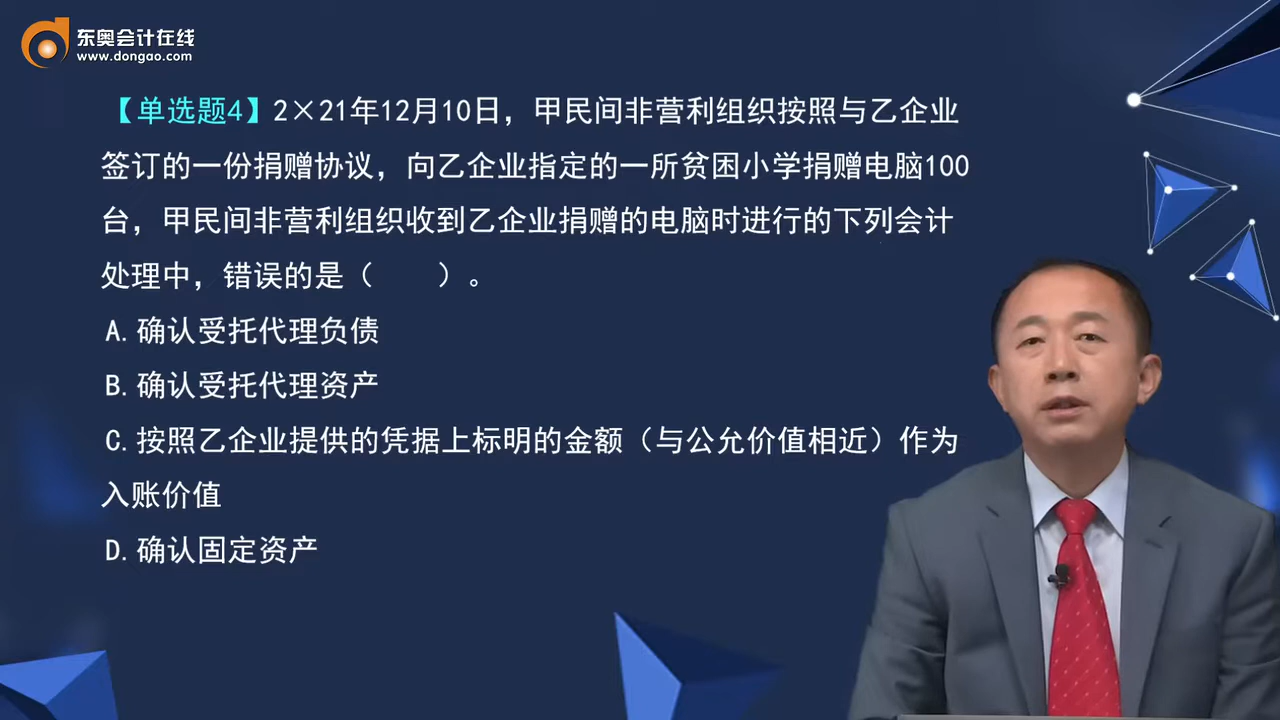 东奥会计在线
www.dongao.com
【单选题4】2×21年12月10日，甲民间非营利组织按照与乙企业
签订的一份捐赠协议，向乙企业指定的一所贫困小学捐赠电脑100
台，甲民间非营利组织收到乙企业捐赠的电脑时进行的下列会计
处理中，错误的是（　　）。
A.确认受托代理负债
B.确认受托代理资产
C.按照乙企业提供的凭据上标明的金额（与公允价值相近）作为
入账价值
D.确认固定资产